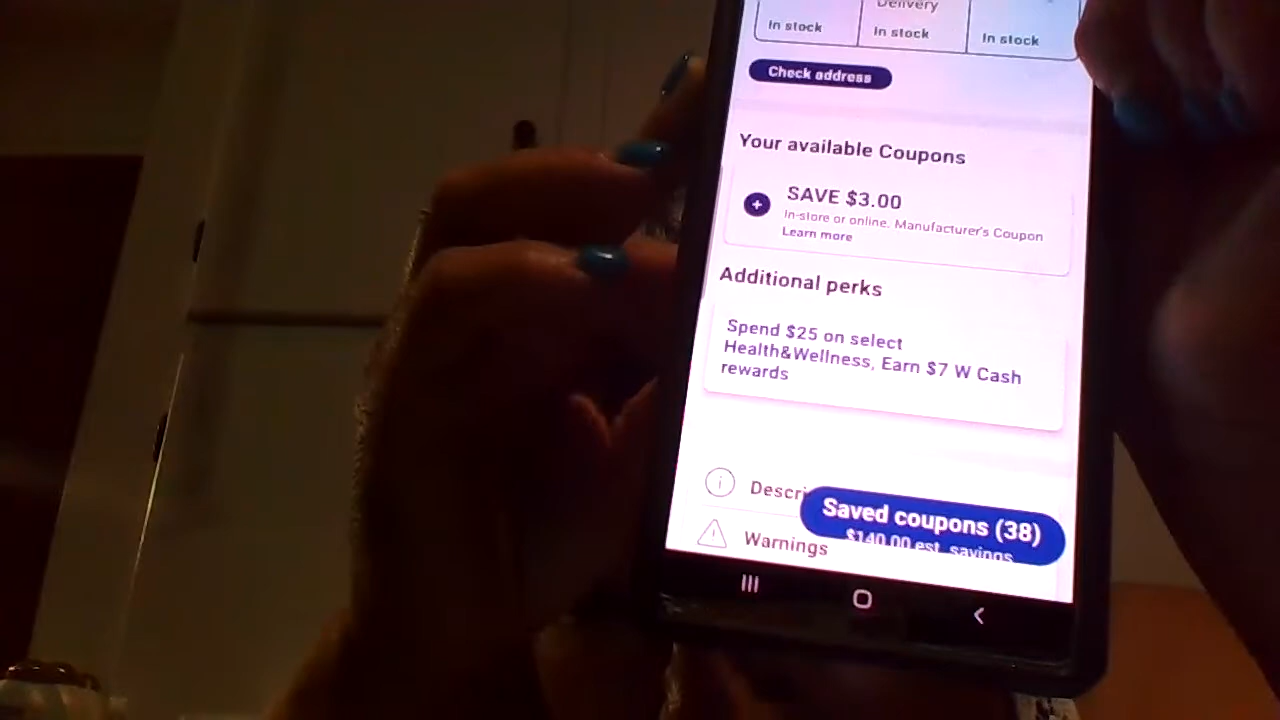 Delivery
In stock
In stock
In stock
Check address
Your available Coupons
SAVE $3.00
In-store or online. Manufacturer's Coupon
Learn more
Additional perks
Spend $25 on select
Health&Wellness, Earn $7 W Cash
rewards
Descri
Saved coupons (38)
$140.00 est. savings
Warnings